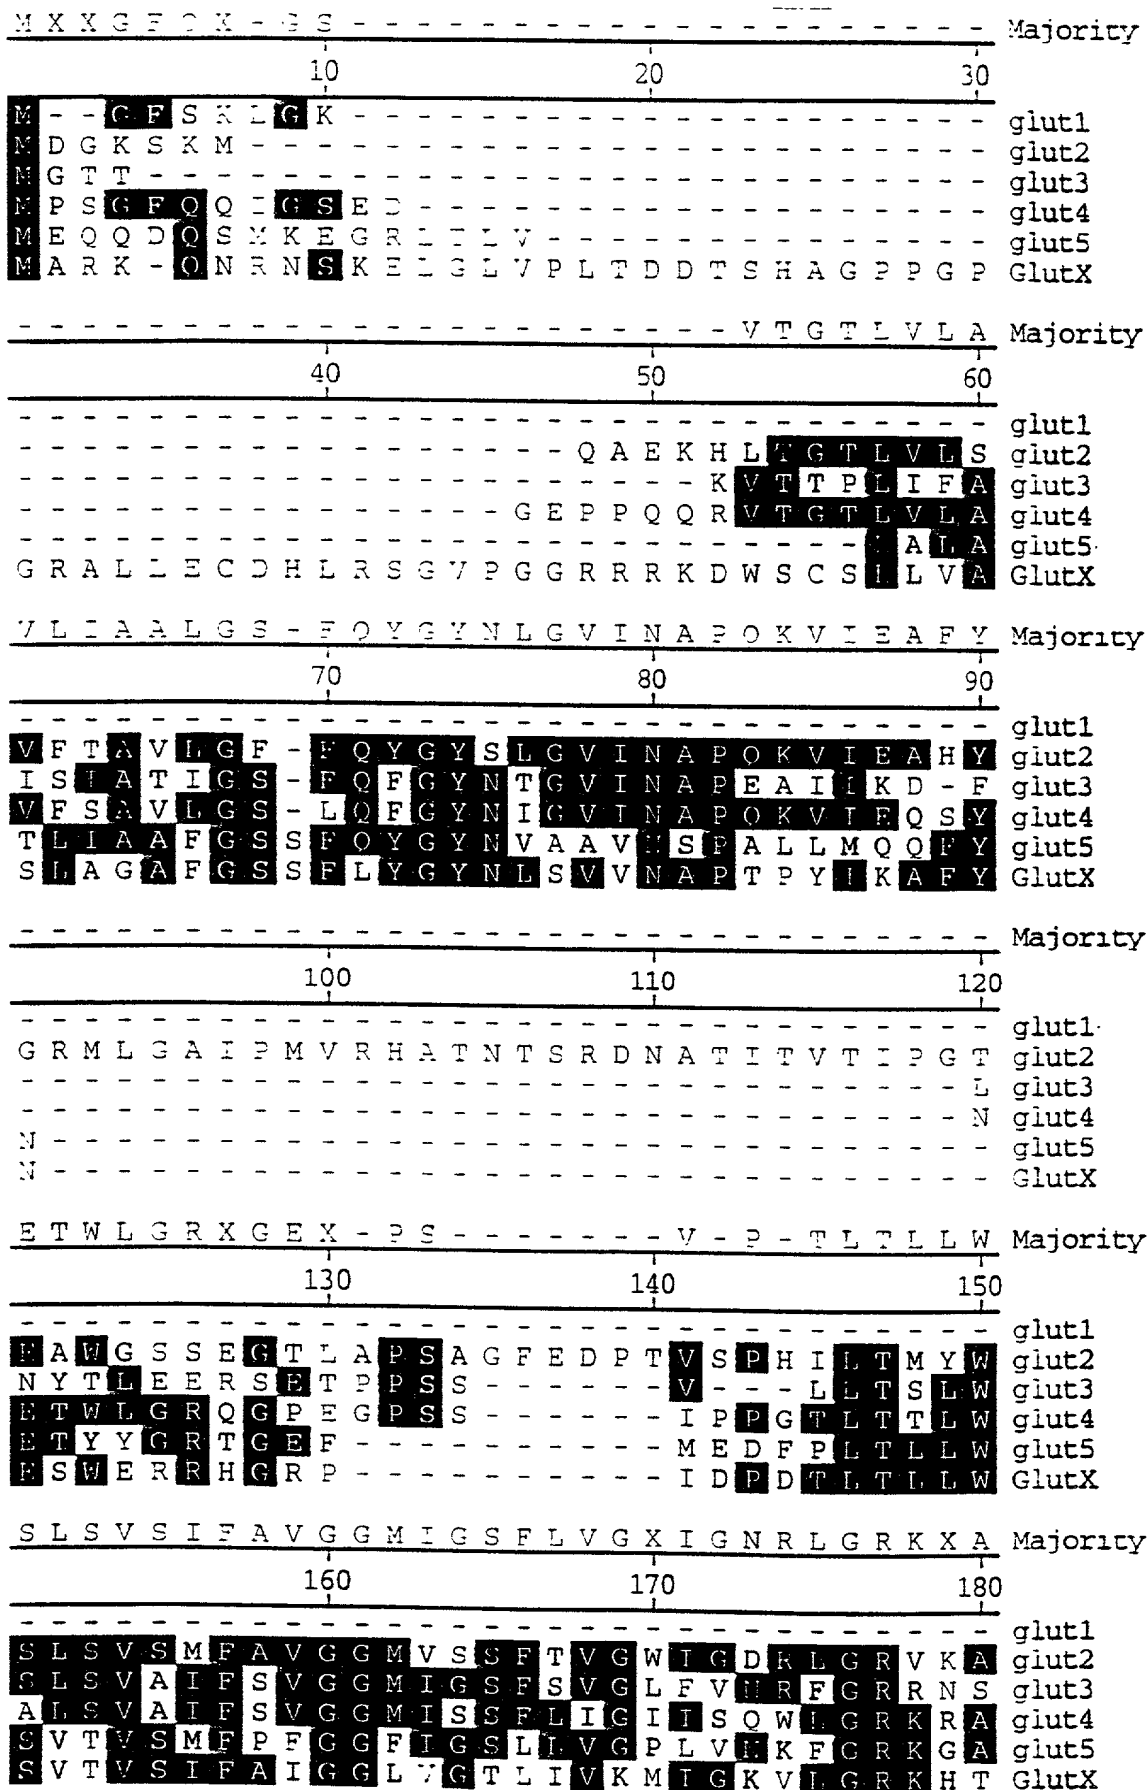 M X X G F Q X - G S - - - - - - - - - - - - - - - - - - - - Majority
10 20 30
M - - G F S K L G K - - - - - - - - - - - - - - - - - - - - glut1
M D G K S K M - - - - - - - - - - - - - - - - - - - - - - - glut2
M G T T - - - - - - - - - - - - - - - - - - - - - - - - - - glut3
M P S G F Q Q I G S E D - - - - - - - - - - - - - - - - - - glut4
M E Q Q D Q S M K E G R L T L V - - - - - - - - - - - - - - glut5
M A R K - Q N R N S K E L G L V P L T D D T S H A G P P G P GlutX
- - - - - - - - - - - - - - - - - - - - - - V T G T L V L A Majority
40 50 60
- - - - - - - - - - - - - - - - - - - - - - - - - - - - - - glut1
- - - - - - - - - - - - - - - - - Q A E K H L T G T L V L S glut2
- - - - - - - - - - - - - - - - - - - - - K V T T P L I F A glut3
- - - - - - - - - - - - - - - G E P P Q Q R V T G T L V L A glut4
- - - - - - - - - - - - - - - - - - - - - - - - - - L A L A glut5
G R A L L E C D H L R S G V P G G R R R K D W S C S L L V A GlutX
V L I A A L G S - F Q Y G Y N L G V I N A P Q K V I E A F Y Majority
70 80 90
- - - - - - - - - - - - - - - - - - - - - - - - - - - - - - glut1
V F T A V L G F - F Q Y G Y S L G V I N A P Q K V I E A H Y glut2
I S I A T I G S - F Q F G Y N T G V I N A P E A I I K D - F glut3
V F S A V L G S - L Q F G Y N I G V I N A P Q K V I E Q S Y glut4
T L I A A F G S S F Q Y G Y N V A A V N S P A L L M Q Q F Y glut5
S L A G A F G S S F L Y G Y N L S V V N A P T P Y I K A F Y GlutX
- - - - - - - - - - - - - - - - - - - - - - - - - - - - - - Majority
100 110 120
- - - - - - - - - - - - - - - - - - - - - - - - - - - - - - glut1
G R M L G A I P M V R H A T N T S R D N A T I T V T I P G T glut2
- - - - - - - - - - - - - - - - - - - - - - - - - - - - - L glut3
- - - - - - - - - - - - - - - - - - - - - - - - - - - - - N glut4
N - - - - - - - - - - - - - - - - - - - - - - - - - - - - - glut5
N - - - - - - - - - - - - - - - - - - - - - - - - - - - - - GlutX
E T W L G R X G E X - P S - - - - - - - V - P - T L T L L W Majority
130 140 150
- - - - - - - - - - - - - - - - - - - - - - - - - - - - - - glut1
E A W G S S E G T L A P S A G F E D P T V S P H I L T M Y W glut2
N Y T L E E R S E T P P S S - - - - - - V - - - L L T S L W glut3
E T W L G R Q G P E G P S S - - - - - - I P P G T L T T L W glut4
E T Y Y G R T G E F - - - - - - - - - - M E D F P L T L L W glut5
E S W E R R H G R P - - - - - - - - - - I D P D T L T L L W GlutX
S L S V S I F A V G G M I G S F L V G X I G N R L G R K X A Majority
160 170 180
- - - - - - - - - - - - - - - - - - - - - - - - - - - - - - glut1
S L S V S M F A V G G M V S S F T V G W I G D R L G R V K A glut2
S L S V A I F S V G G M I G S F S V G L F V N R F G R R N S glut3
A L S V A I F S V G G M I S S F L I G I I S Q W L G R K R A glut4
S V T V S M F P F G G F I G S L L V G P L V N K F G R K G A glut5
S V T V S I F A I G G L V G T L I V K M I G K V L G R K H T GlutX